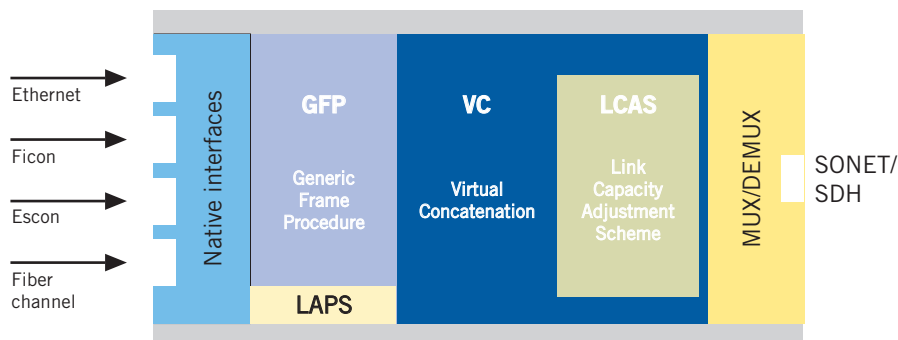 Ethernet
Ficon
Escon
Fiber
channel
Native interfaces
GFP
Generic
Frame
Procedure
LAPS
VC
Virtual
Concatenation
LCAS
Link
Capacity
Adjustment
Scheme
MUX/DEMUX
SONET/
SDH